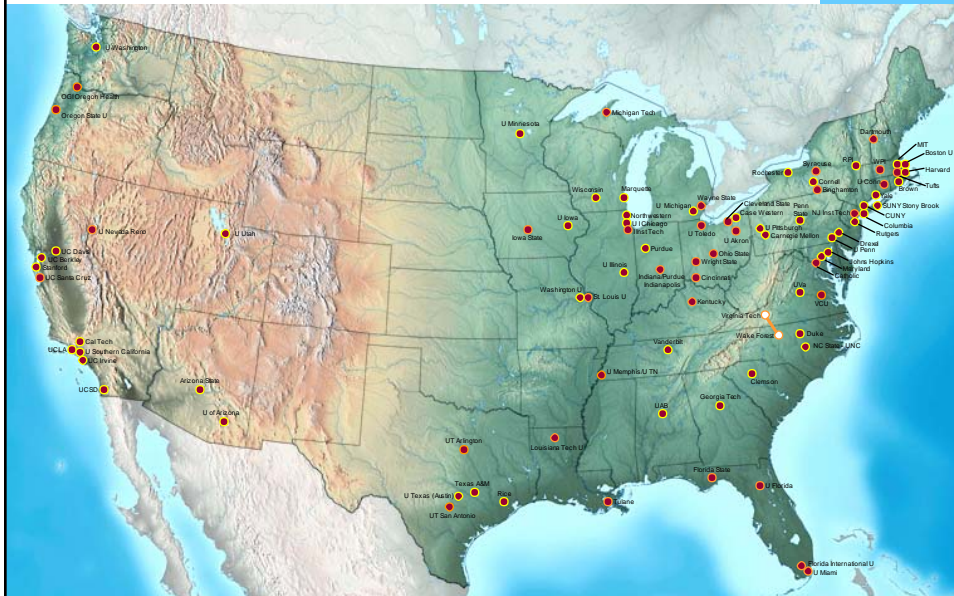 U Washington
OGI Oregon Health
Oregon State U
U Nevada Reno
UC Davis
UC Berkley
Stanford
UC Santa Cruz
Cal Tech
UCLA
U Southern California
UC Irvine
UCSD
U Utah
Arizona State
U of Arizona
U Minnesota
Michigan Tech
Wisconsin
Marquette
U Iowa
Iowa State
Northwestern
U I Chicago
Ill Inst Tech
U Michigan
Wayne State
Cleveland State
Case Western
U Toledo
U Akron
Purdue
Ohio State
Wright State
Cincinnati
U Illinois
Indiana/Purdue
Indianapolis
Washington U
St. Louis U
Kentucky
Vanderbilt
U Memphis/U TN
UAB
Georgia Tech
Clemson
UT Arlington
Louisiana Tech U
Texas A&M
U Texas (Austin)
Rice
UT San Antonio
Tulane
Florida State
U Florida
Florida International U
U Miami
Dartmouth
MIT
Boston U
Harvard
Tufts
Brown
RPI
WPI
U Conn
Yale
Syracuse
Rochester
Cornell
Binghamton
SUNY Stony Brook
CUNY
Columbia
Rutgers
NJ Inst Tech
Penn
State
U Pittsburgh
Carnegie Mellon
Drexel
U Penn
Johns Hopkins
Maryland
Catholic
UVa
VCU
Virginia Tech
Wake Forest
Duke
NC State - UNC